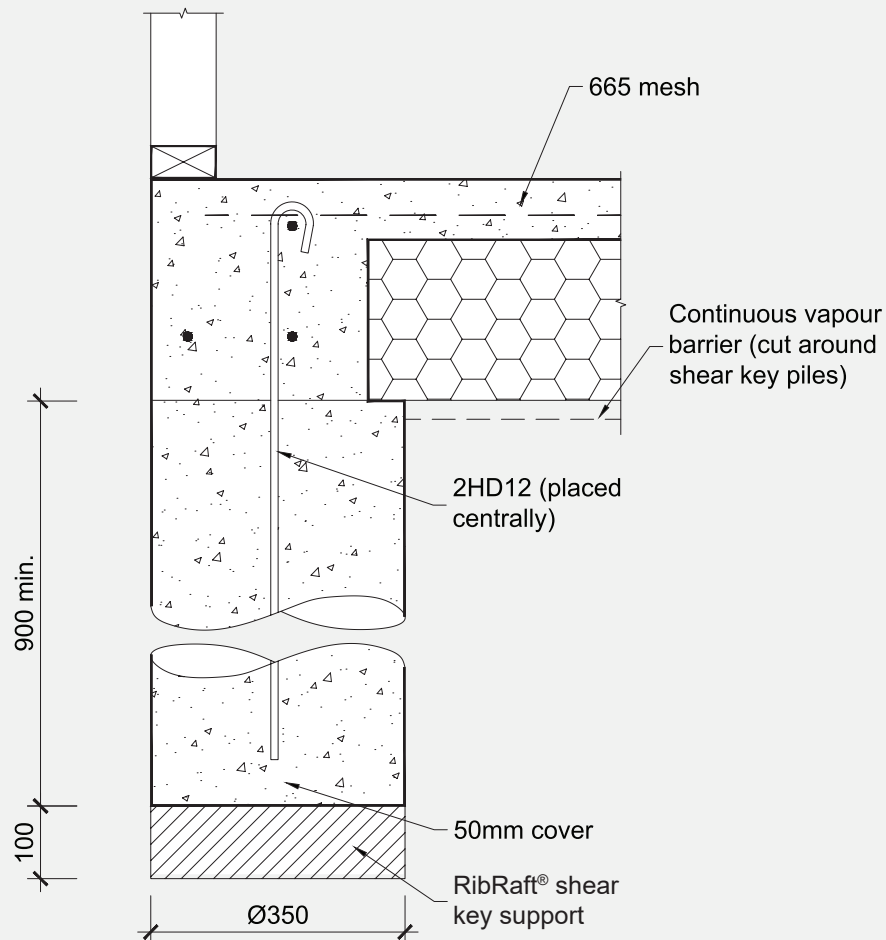 665 mesh
Continuous vapour
barrier (cut around
shear key piles)
2HD12 (placed
centrally)
900 min.
50mm cover
100
RibRaft® shear
key support
Ø350